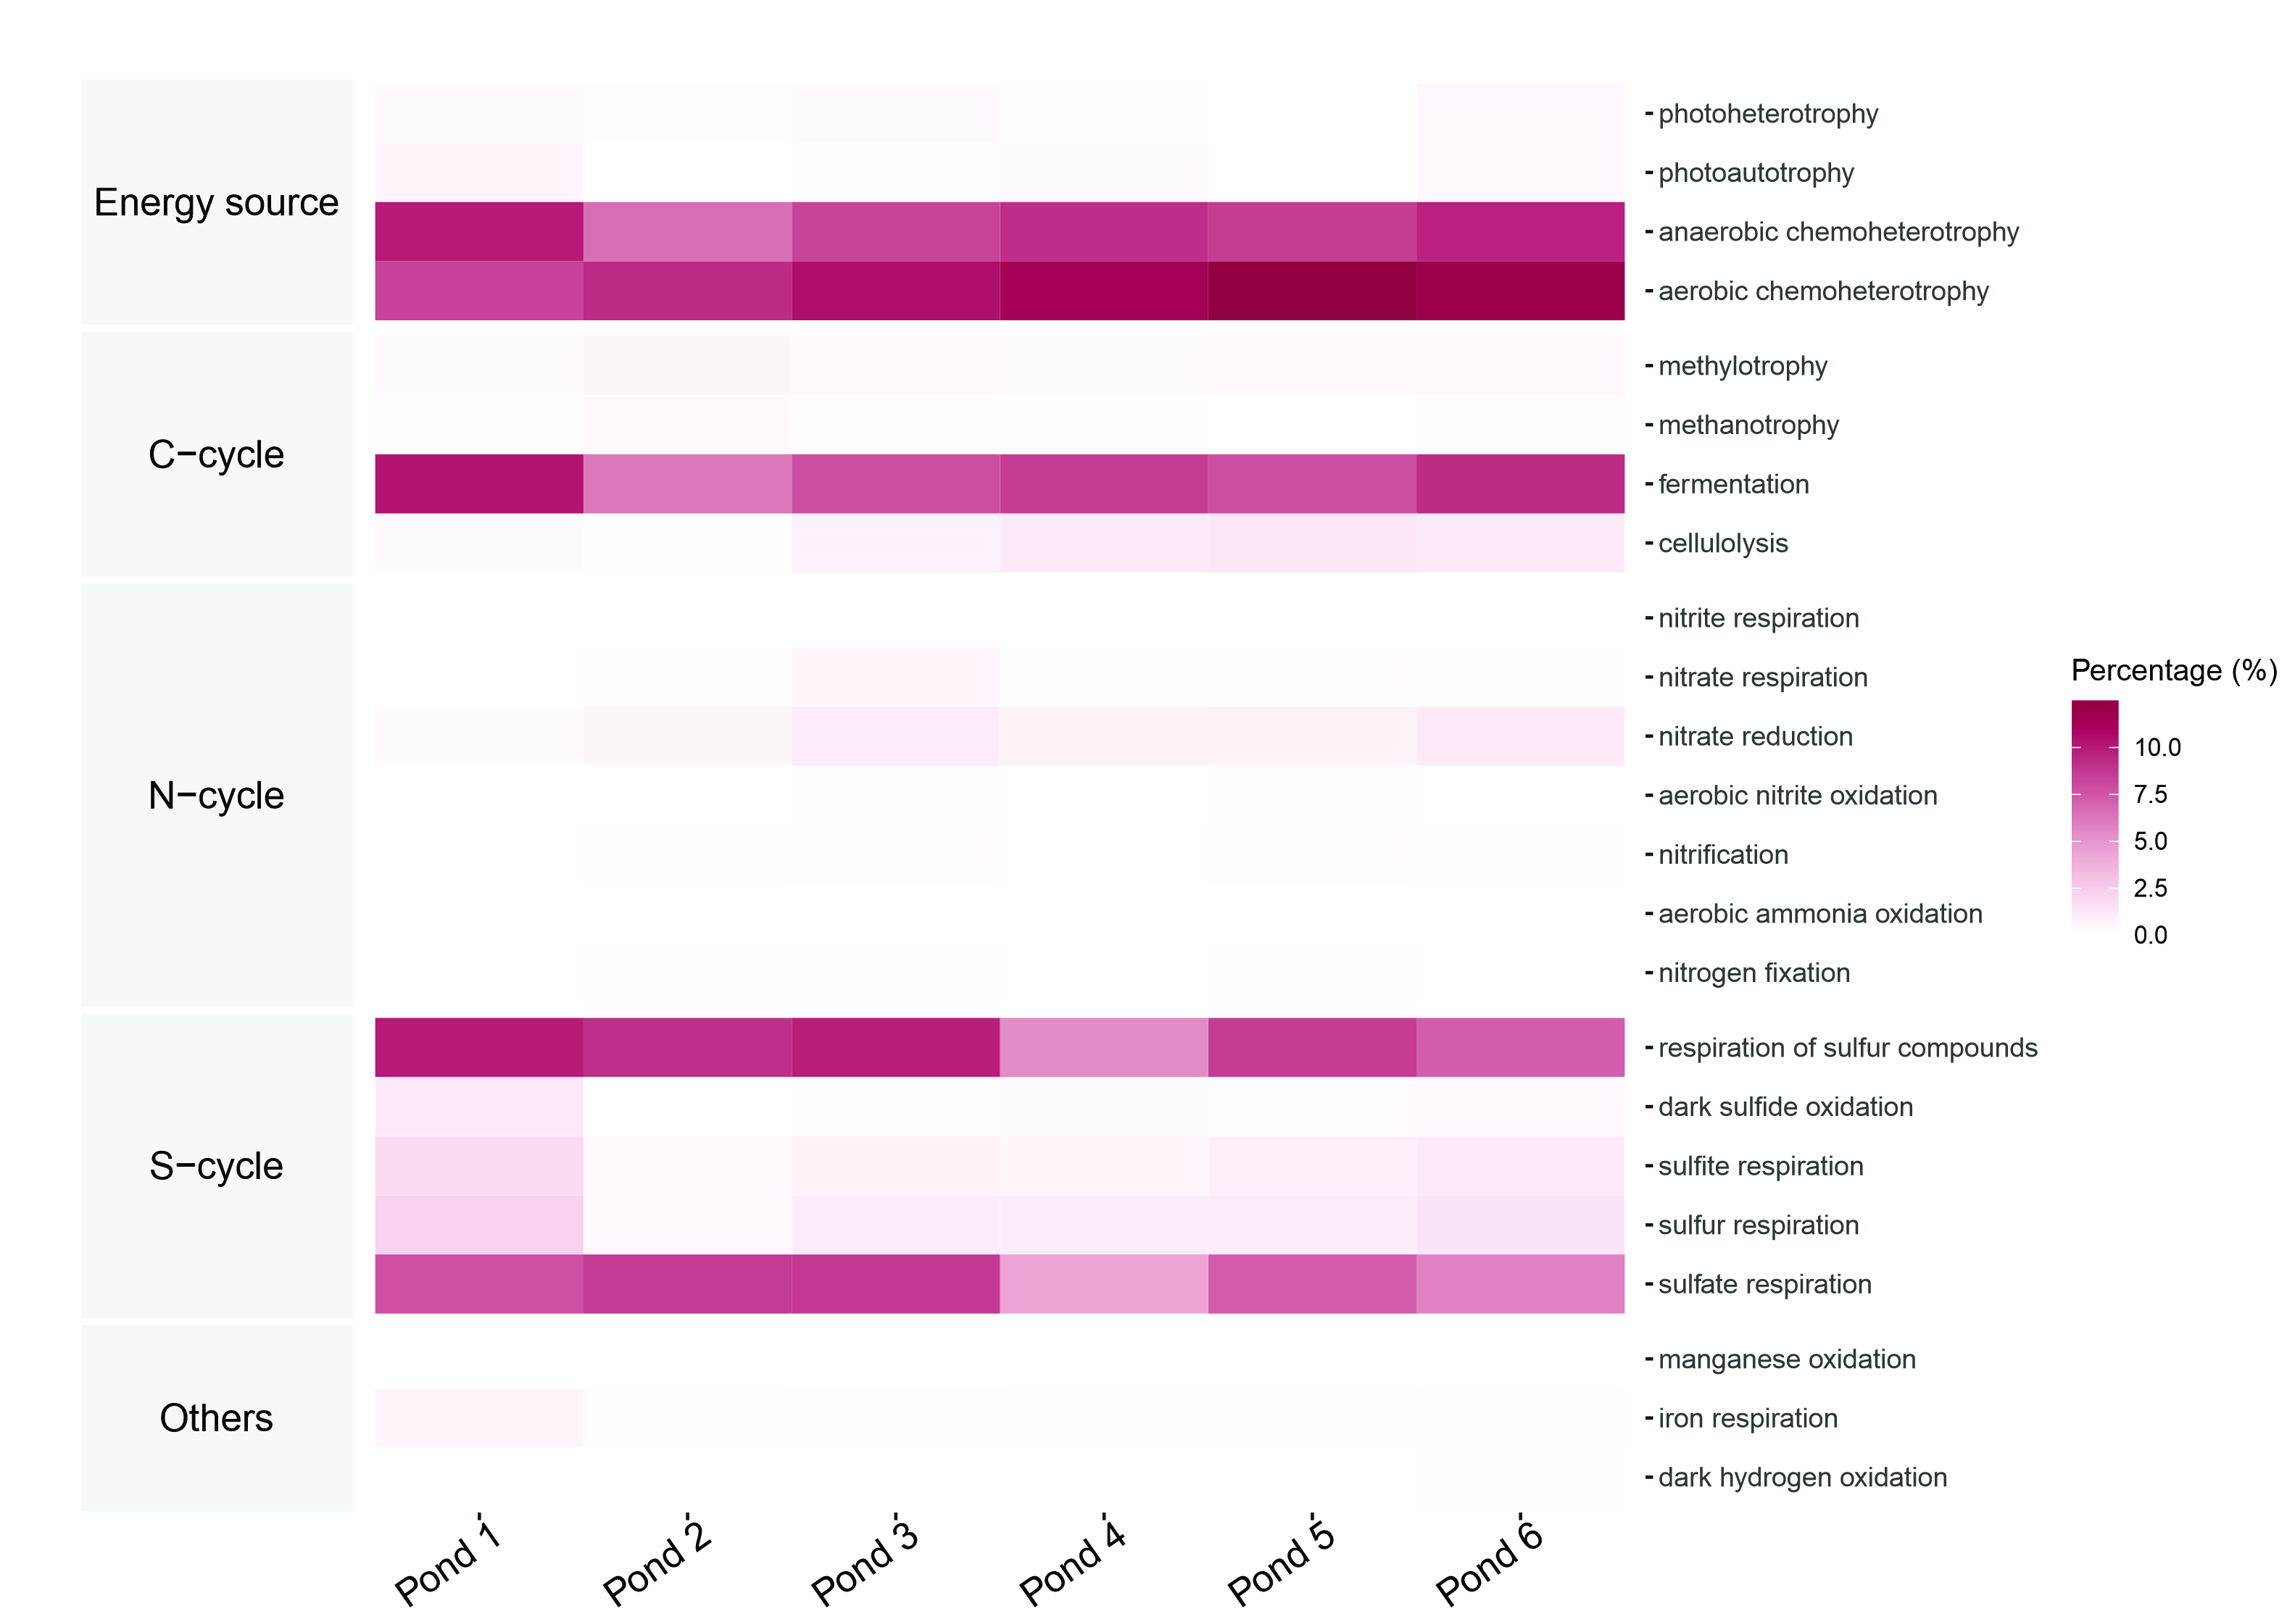 Energy source
photoheterotrophy
photoautotrophy
anaerobic chemoheterotrophy
aerobic chemoheterotrophy
C−cycle
methylotrophy
methanotrophy
fermentation
cellulolysis
N−cycle
nitrite respiration
nitrate respiration
nitrate reduction
aerobic nitrite oxidation
nitrification
aerobic ammonia oxidation
nitrogen fixation
S−cycle
respiration of sulfur compounds
dark sulfide oxidation
sulfite respiration
sulfur respiration
sulfate respiration
Others
manganese oxidation
iron respiration
dark hydrogen oxidation
Pond 1
Pond 2
Pond 3
Pond 4
Pond 5
Pond 6
Percentage (%)
10.0
7.5
5.0
2.5
0.0